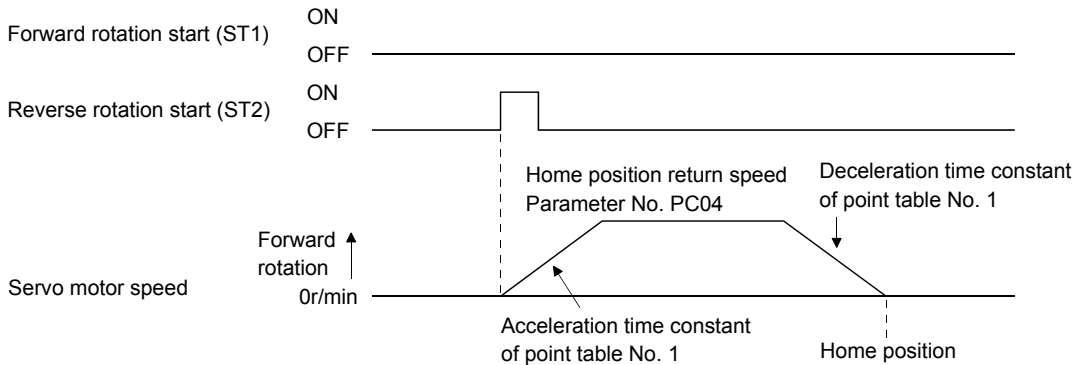 ON
Forward rotation start (ST1)
OFF
ON
Reverse rotation start (ST2)
OFF
Home position return speed
Parameter No. PC04
Deceleration time constant
of point table No. 1
Forward
rotation
Servo motor speed
0r/min
Acceleration time constant
of point table No. 1
Home position